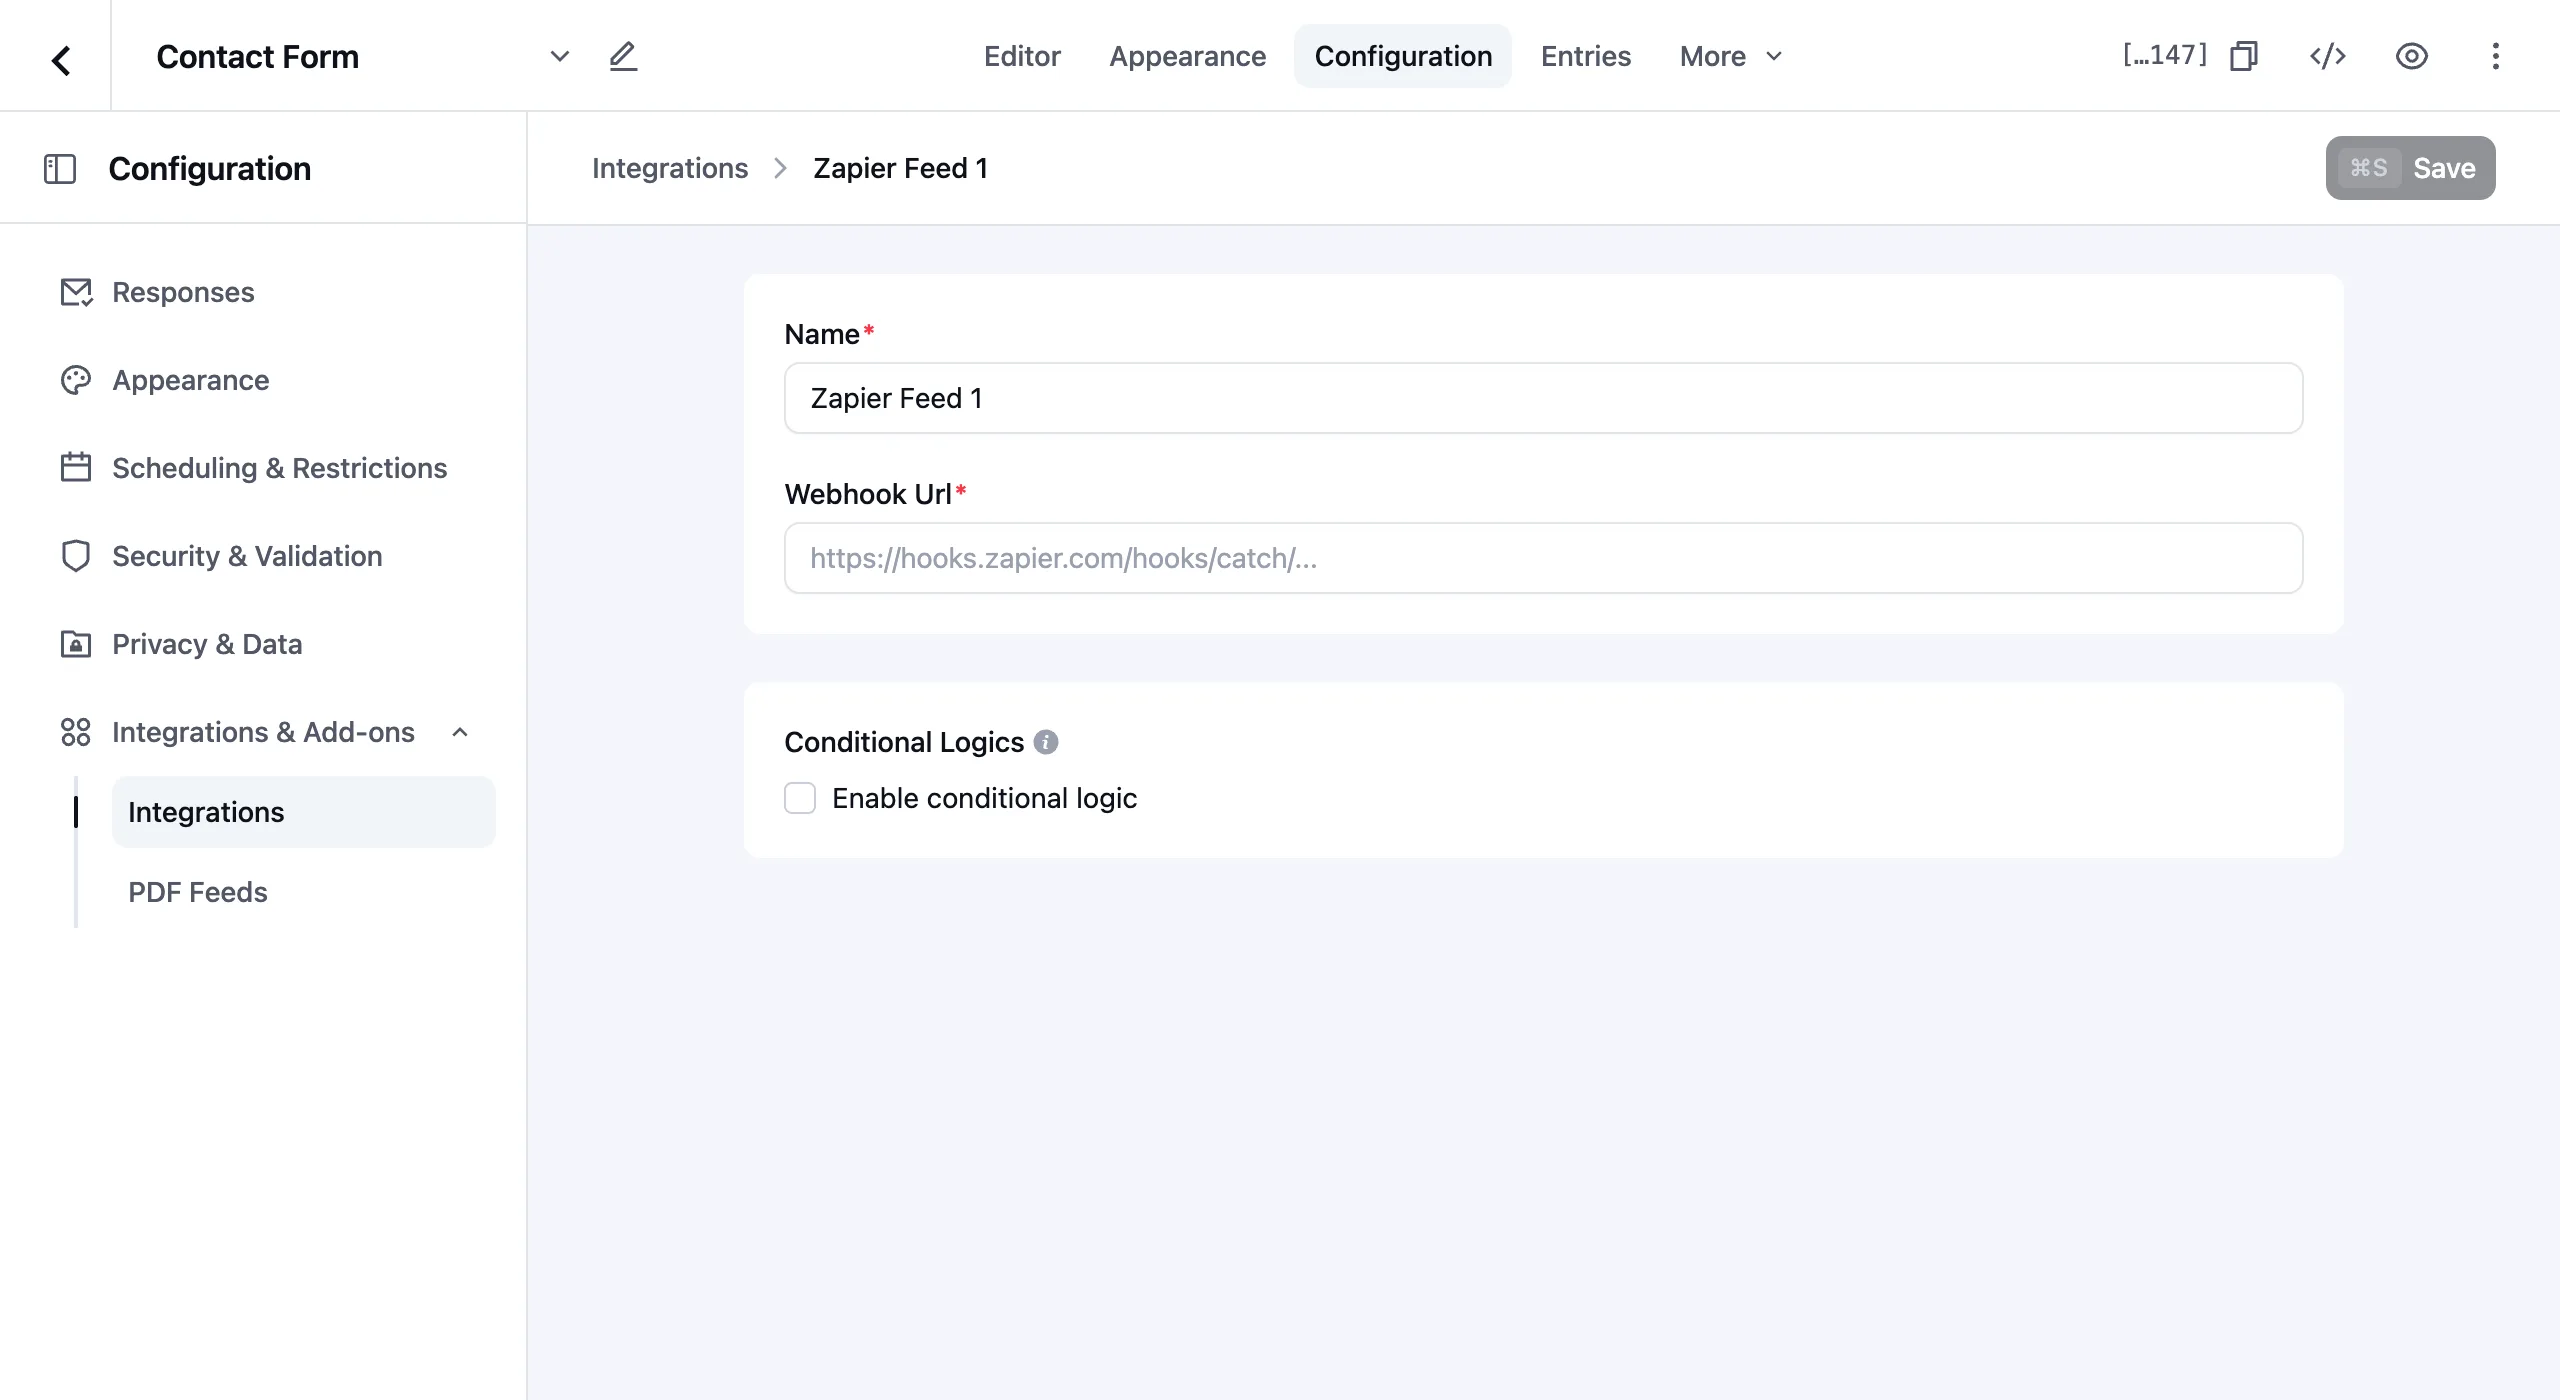 Contact Form
Editor Appearance Configuration Entries More […147] </>
Configuration
Integrations > Zapier Feed 1
⌘S Save
Responses
Appearance
Scheduling & Restrictions
Security & Validation
Privacy & Data
Integrations & Add-ons
Integrations
PDF Feeds
Name*
Zapier Feed 1
Webhook Url*
https://hooks.zapier.com/hooks/catch/...
Conditional Logics
Enable conditional logic